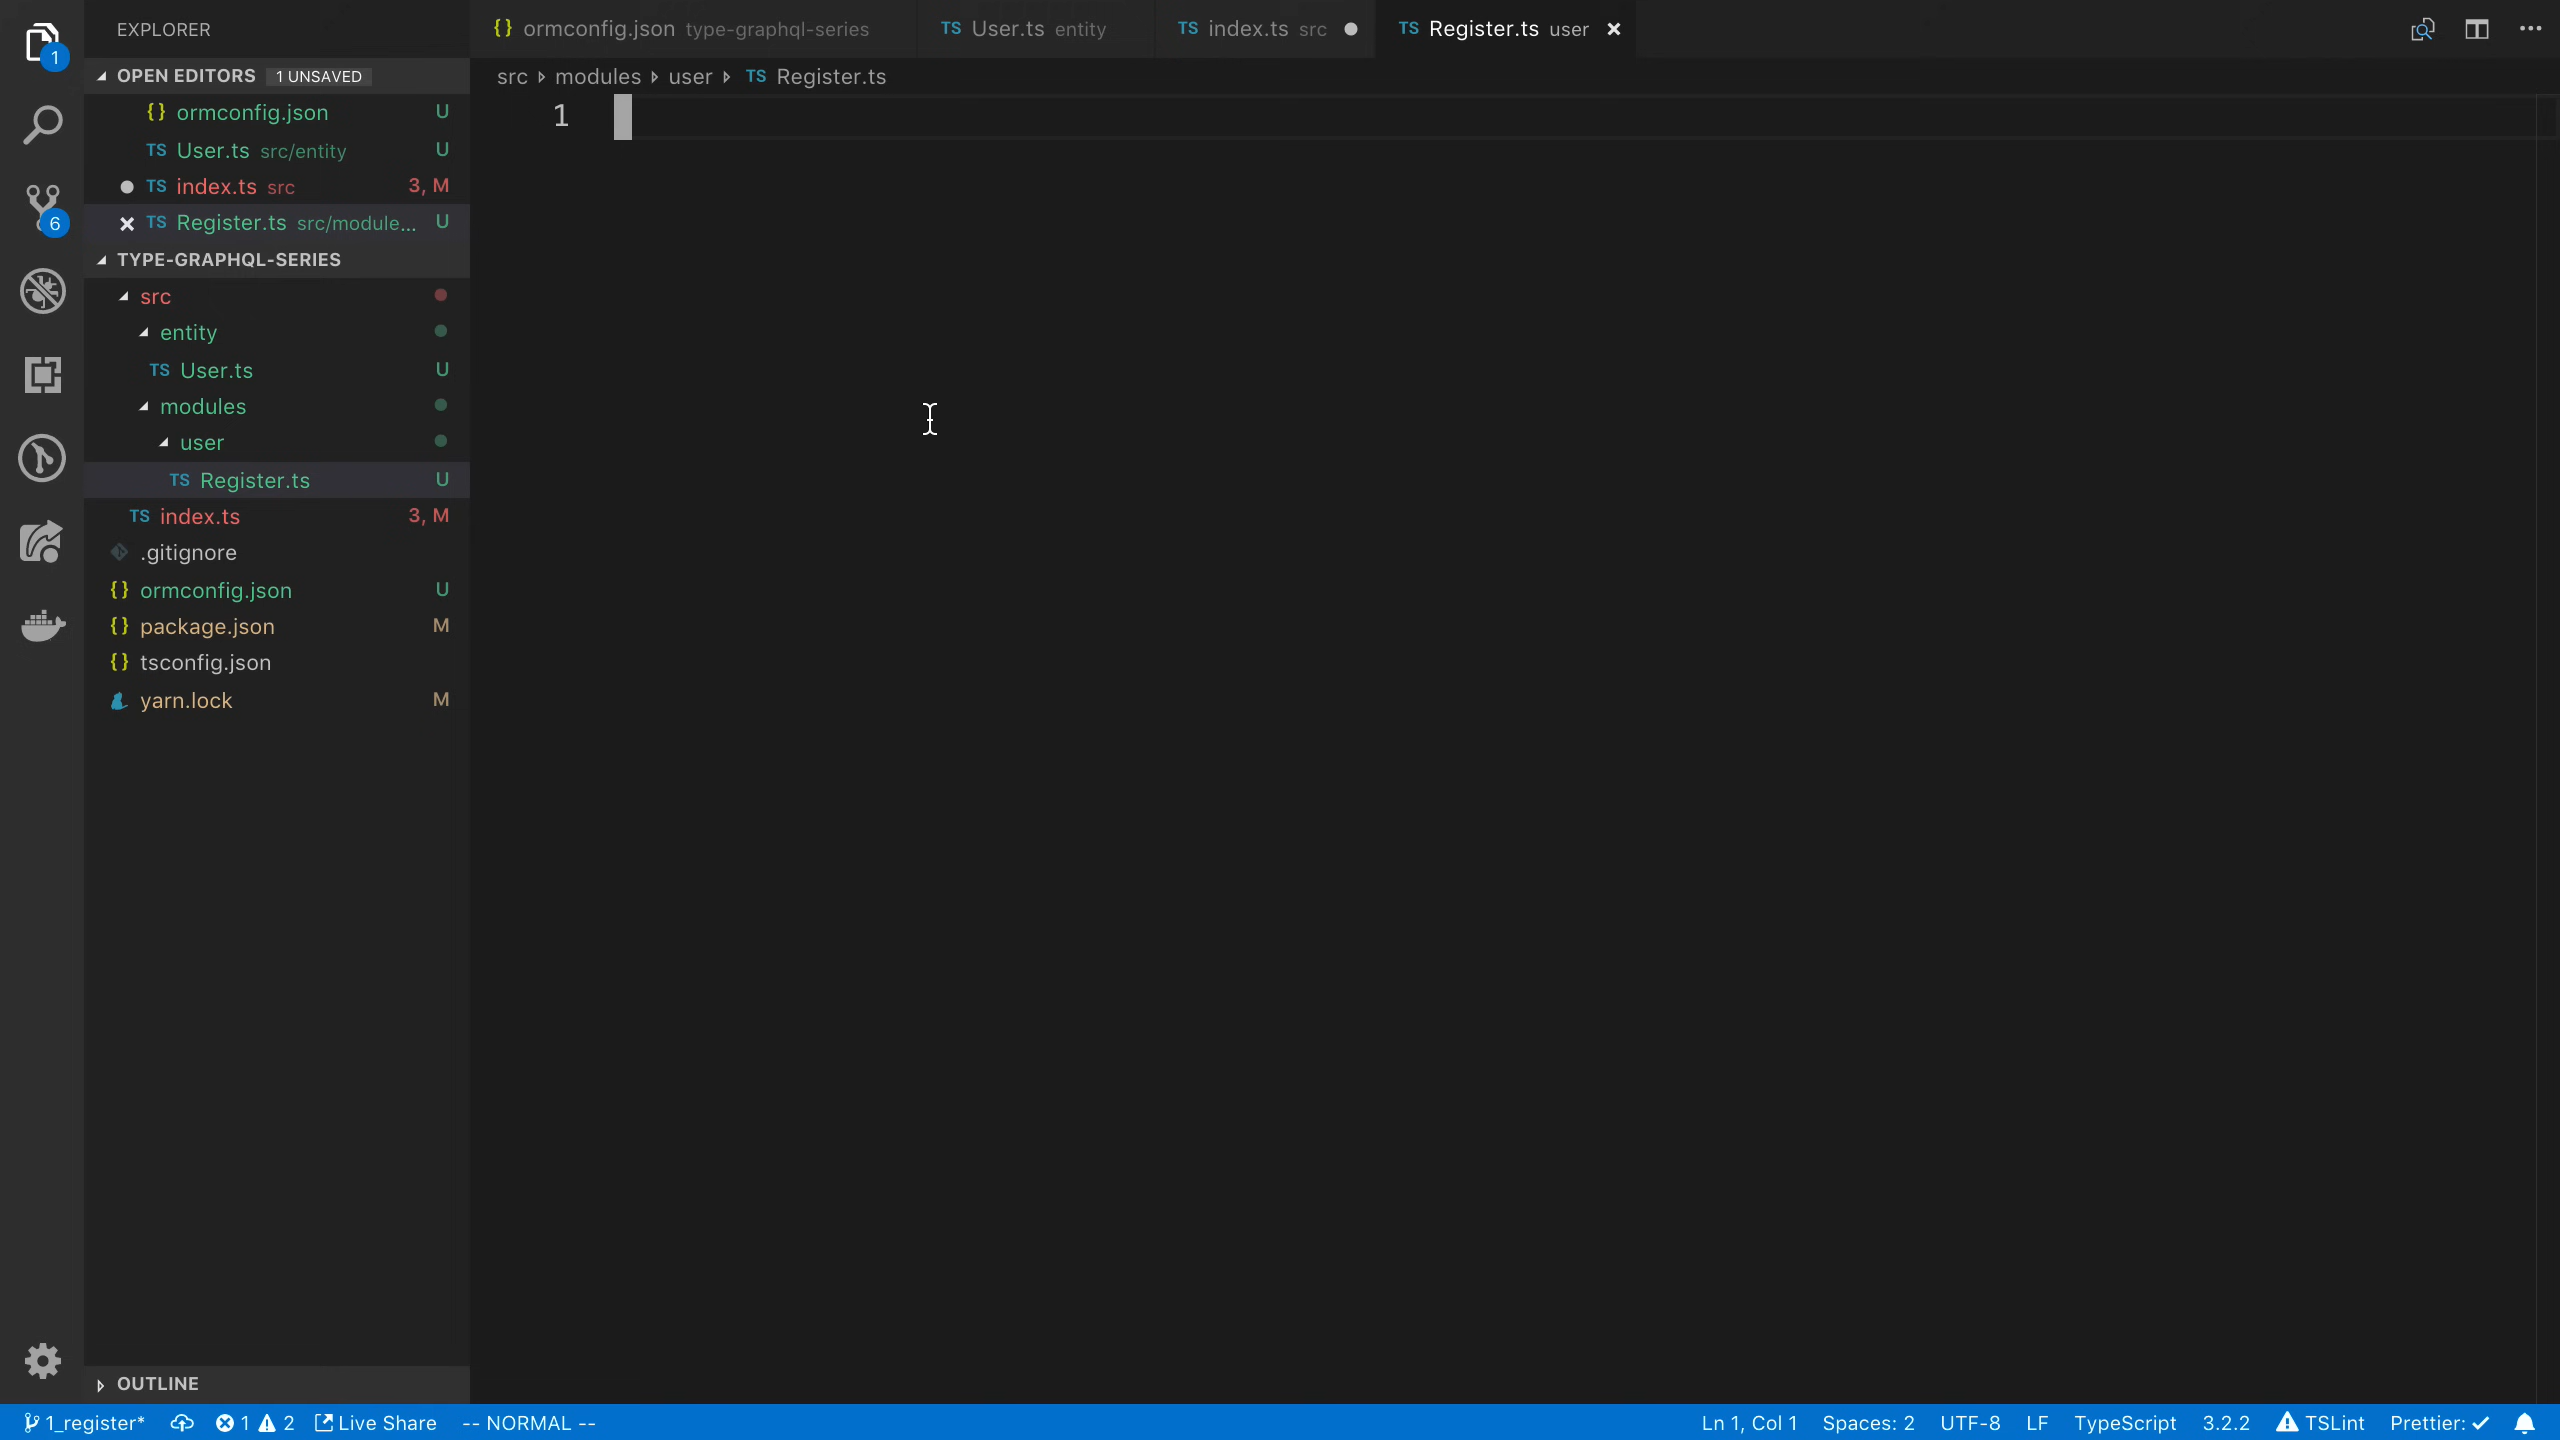 {} ormconfig.json type-graphql-series
TS User.ts entity
TS index.ts src
TS Register.ts user
EXPLORER
1
OPEN EDITORS 1 UNSAVED
{} ormconfig.json U
TS User.ts src/entity U
TS index.ts src 3, M
TS Register.ts src/module... U
6
TYPE-GRAPHQL-SERIES
src
entity
TS User.ts U
modules
user
TS Register.ts U
TS index.ts 3, M
.gitignore
{} ormconfig.json U
{} package.json M
{} tsconfig.json
yarn.lock M
OUTLINE
src modules user TS Register.ts
1
1_register* 1 2 Live Share -- NORMAL --
Ln 1, Col 1 Spaces: 2 UTF-8 LF TypeScript 3.2.2 TSLint Prettier: ✓